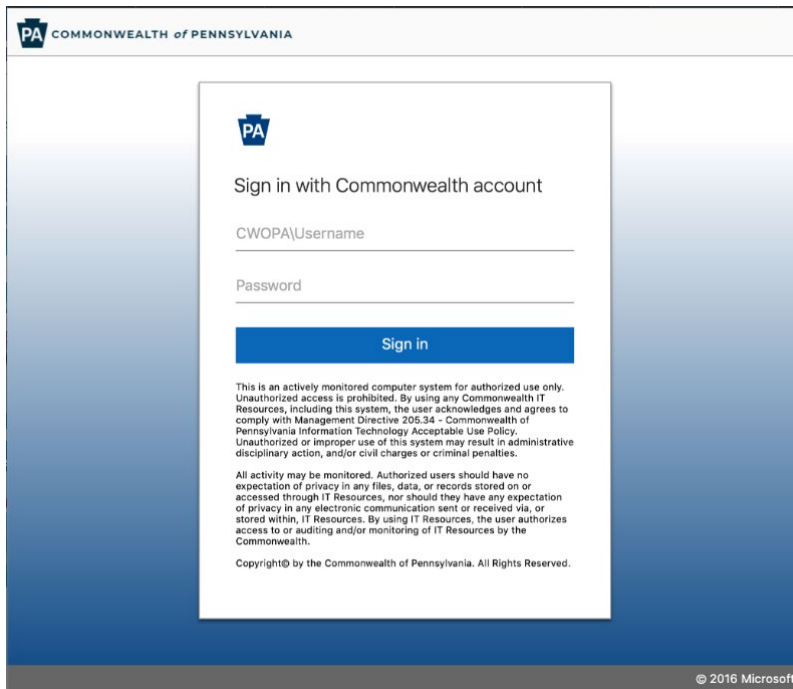 PA COMMONWEALTH of PENNSYLVANIA
PA
Sign in with Commonwealth account
CWOPA\Username
Password
Sign in
This is an actively monitored computer system for authorized use only.
Unauthorized access is prohibited. By using any Commonwealth IT
Resources, including this system, the user acknowledges and agrees to
comply with Management Directive 205.34 - Commonwealth of
Pennsylvania Information Technology Acceptable Use Policy.
Unauthorized or improper use of this system may result in administrative
disciplinary action, and/or civil charges or criminal penalties.
All activity may be monitored. Authorized users should have no
expectation of privacy in any files, data, or records stored on or
accessed through IT Resources, nor should they have any expectation
of privacy in any electronic communication sent or received via, or
stored within, IT Resources. By using IT Resources, the user authorizes
access to or auditing and/or monitoring of IT Resources by the
Commonwealth.
Copyright© by the Commonwealth of Pennsylvania. All Rights Reserved.
© 2016 Microsoft